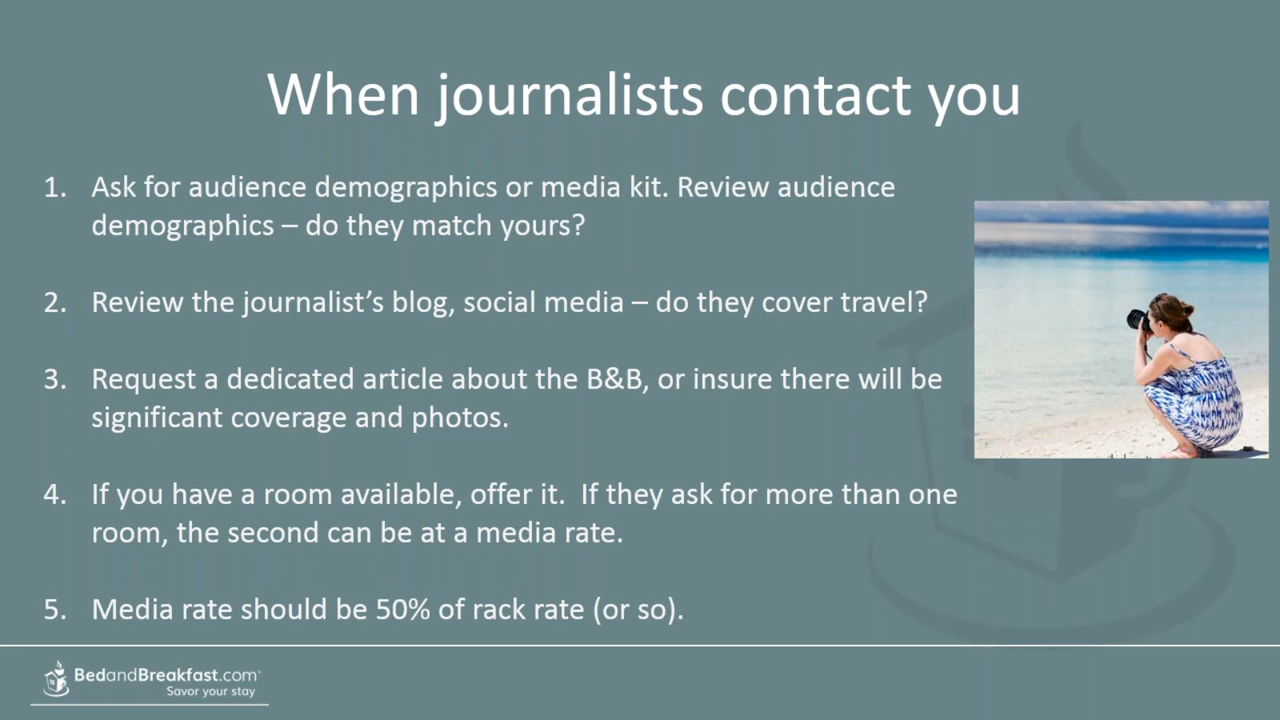 When journalists contact you
1. Ask for audience demographics or media kit. Review audience
demographics – do they match yours?
2. Review the journalist’s blog, social media – do they cover travel?
3. Request a dedicated article about the B&B, or insure there will be
significant coverage and photos.
4. If you have a room available, offer it.  If they ask for more than one
room, the second can be at a media rate.
5. Media rate should be 50% of rack rate (or so).
BedandBreakfast.com
Savor your stay